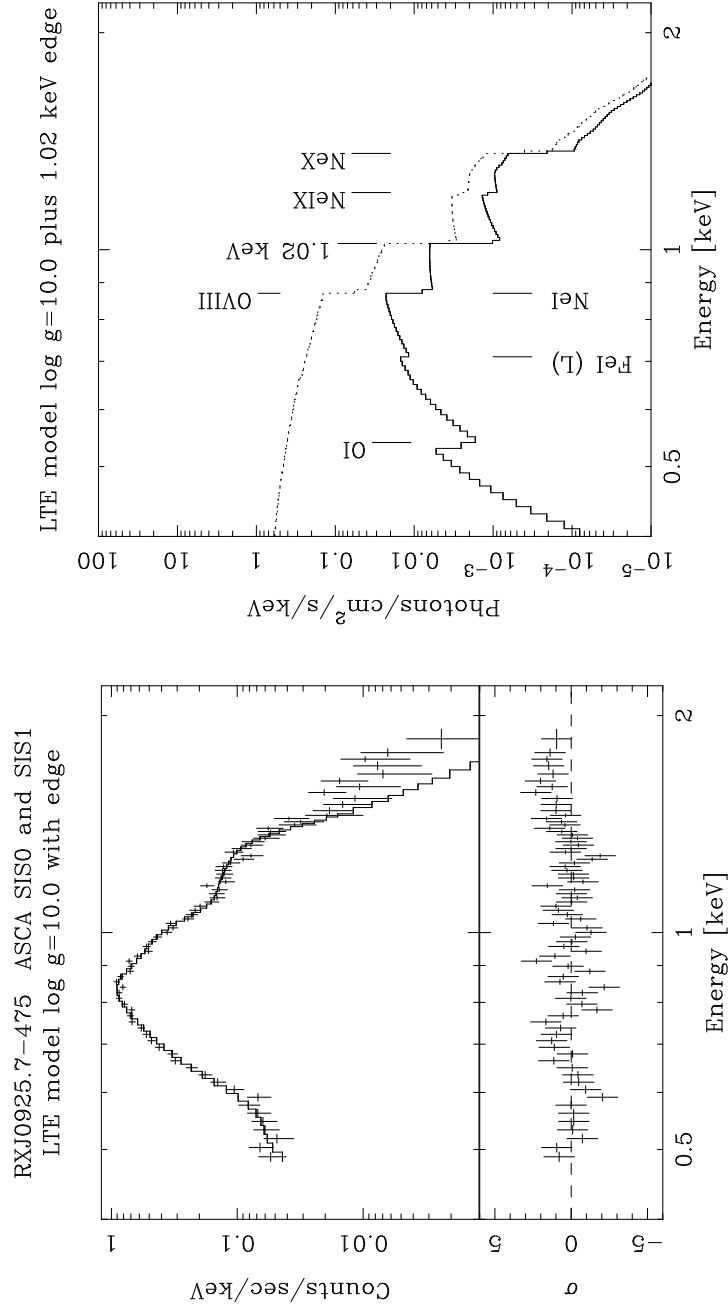 RXJ0925.7-475 ASCA SIS0 and SIS1
LTE model log g=10.0 with edge
Counts/sec/keV
1
0.1
0.01
σ
5
0
-5
0.5
1
2
Energy [keV]
LTE model log g=10.0 plus 1.02 keV edge
Photons/cm²/s/keV
100
10
1
0.1
0.01
10⁻³
10⁻⁴
10⁻⁵
OI
OVIII
1.02 keV
NeIX
NeX
FeI (L)
NeI
0.5
1
2
Energy [keV]